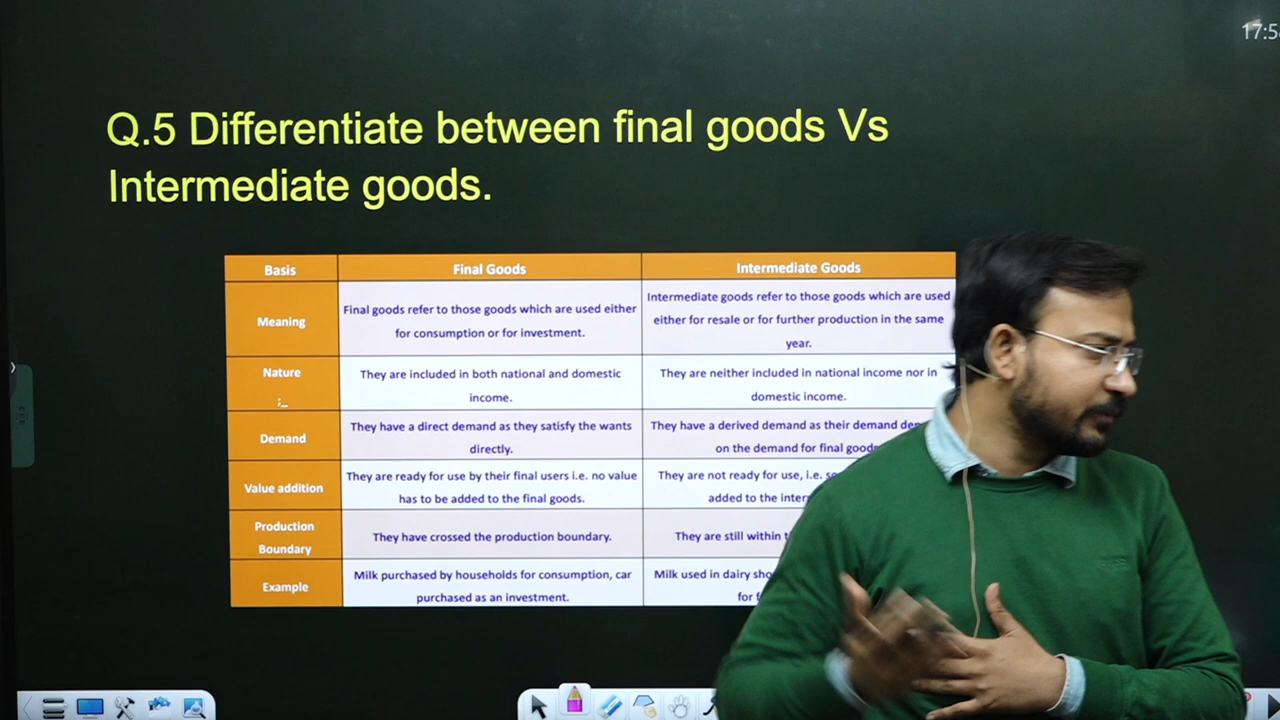 17:5
Q.5 Differentiate between final goods Vs
Intermediate goods.
Basis
Final Goods
Intermediate Goods
Meaning
Final goods refer to those goods which are used either
for consumption or for investment.
Intermediate goods refer to those goods which are used
either for resale or for further production in the same
year.
Nature
;_
They are included in both national and domestic
income.
They are neither included in national income nor in
domestic income.
Demand
They have a direct demand as they satisfy the wants
directly.
They have a derived demand as their demand
on the demand for final
Value addition
They are ready for use by their final users i.e. no value
has to be added to the final goods.
They are not ready for use, i.e.
added to the
Production
Boundary
They have crossed the production boundary.
They are still within
Example
Milk purchased by households for consumption, car
purchased as an investment.
Milk used in dairy
for